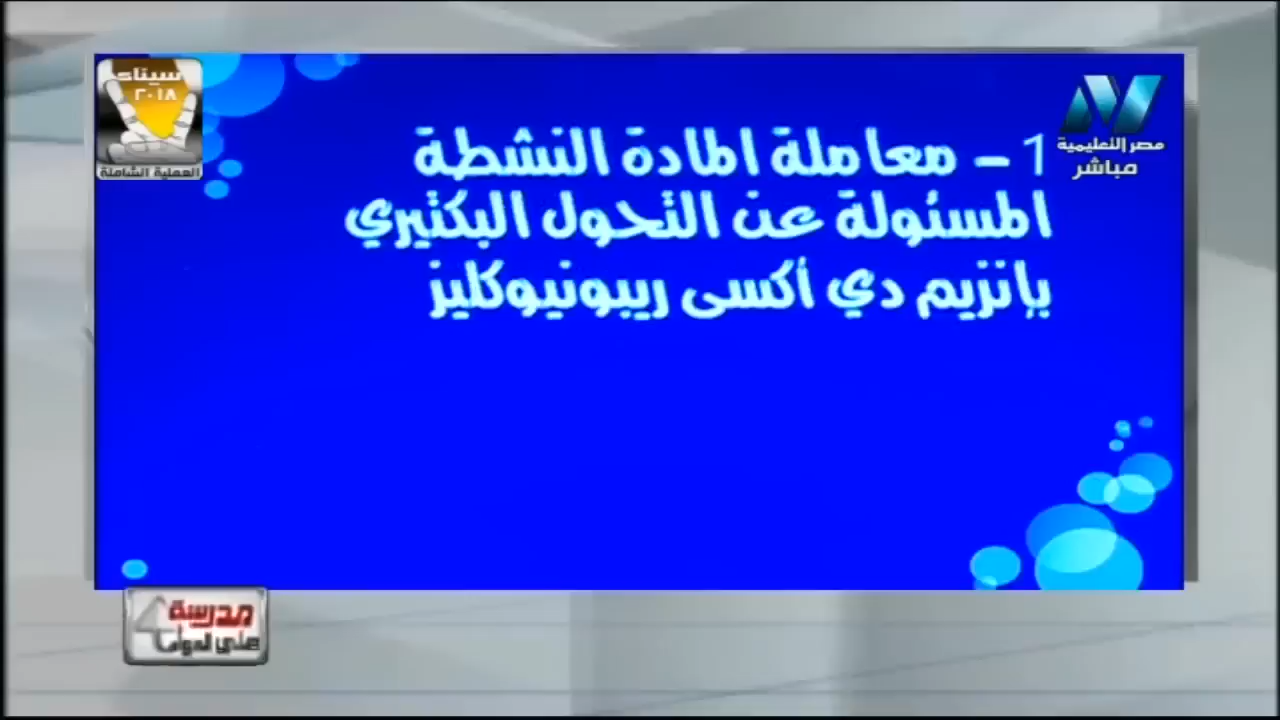 سيناء
٢٠١٨
العملية الشاملة
مصر التعليمية
مباشر
1 – معاملة المادة النشطة
المسئولة عن التحول البكتيري
بإنزيم دي أكسى ريبونيوكليز
مدرسة
على الهواء